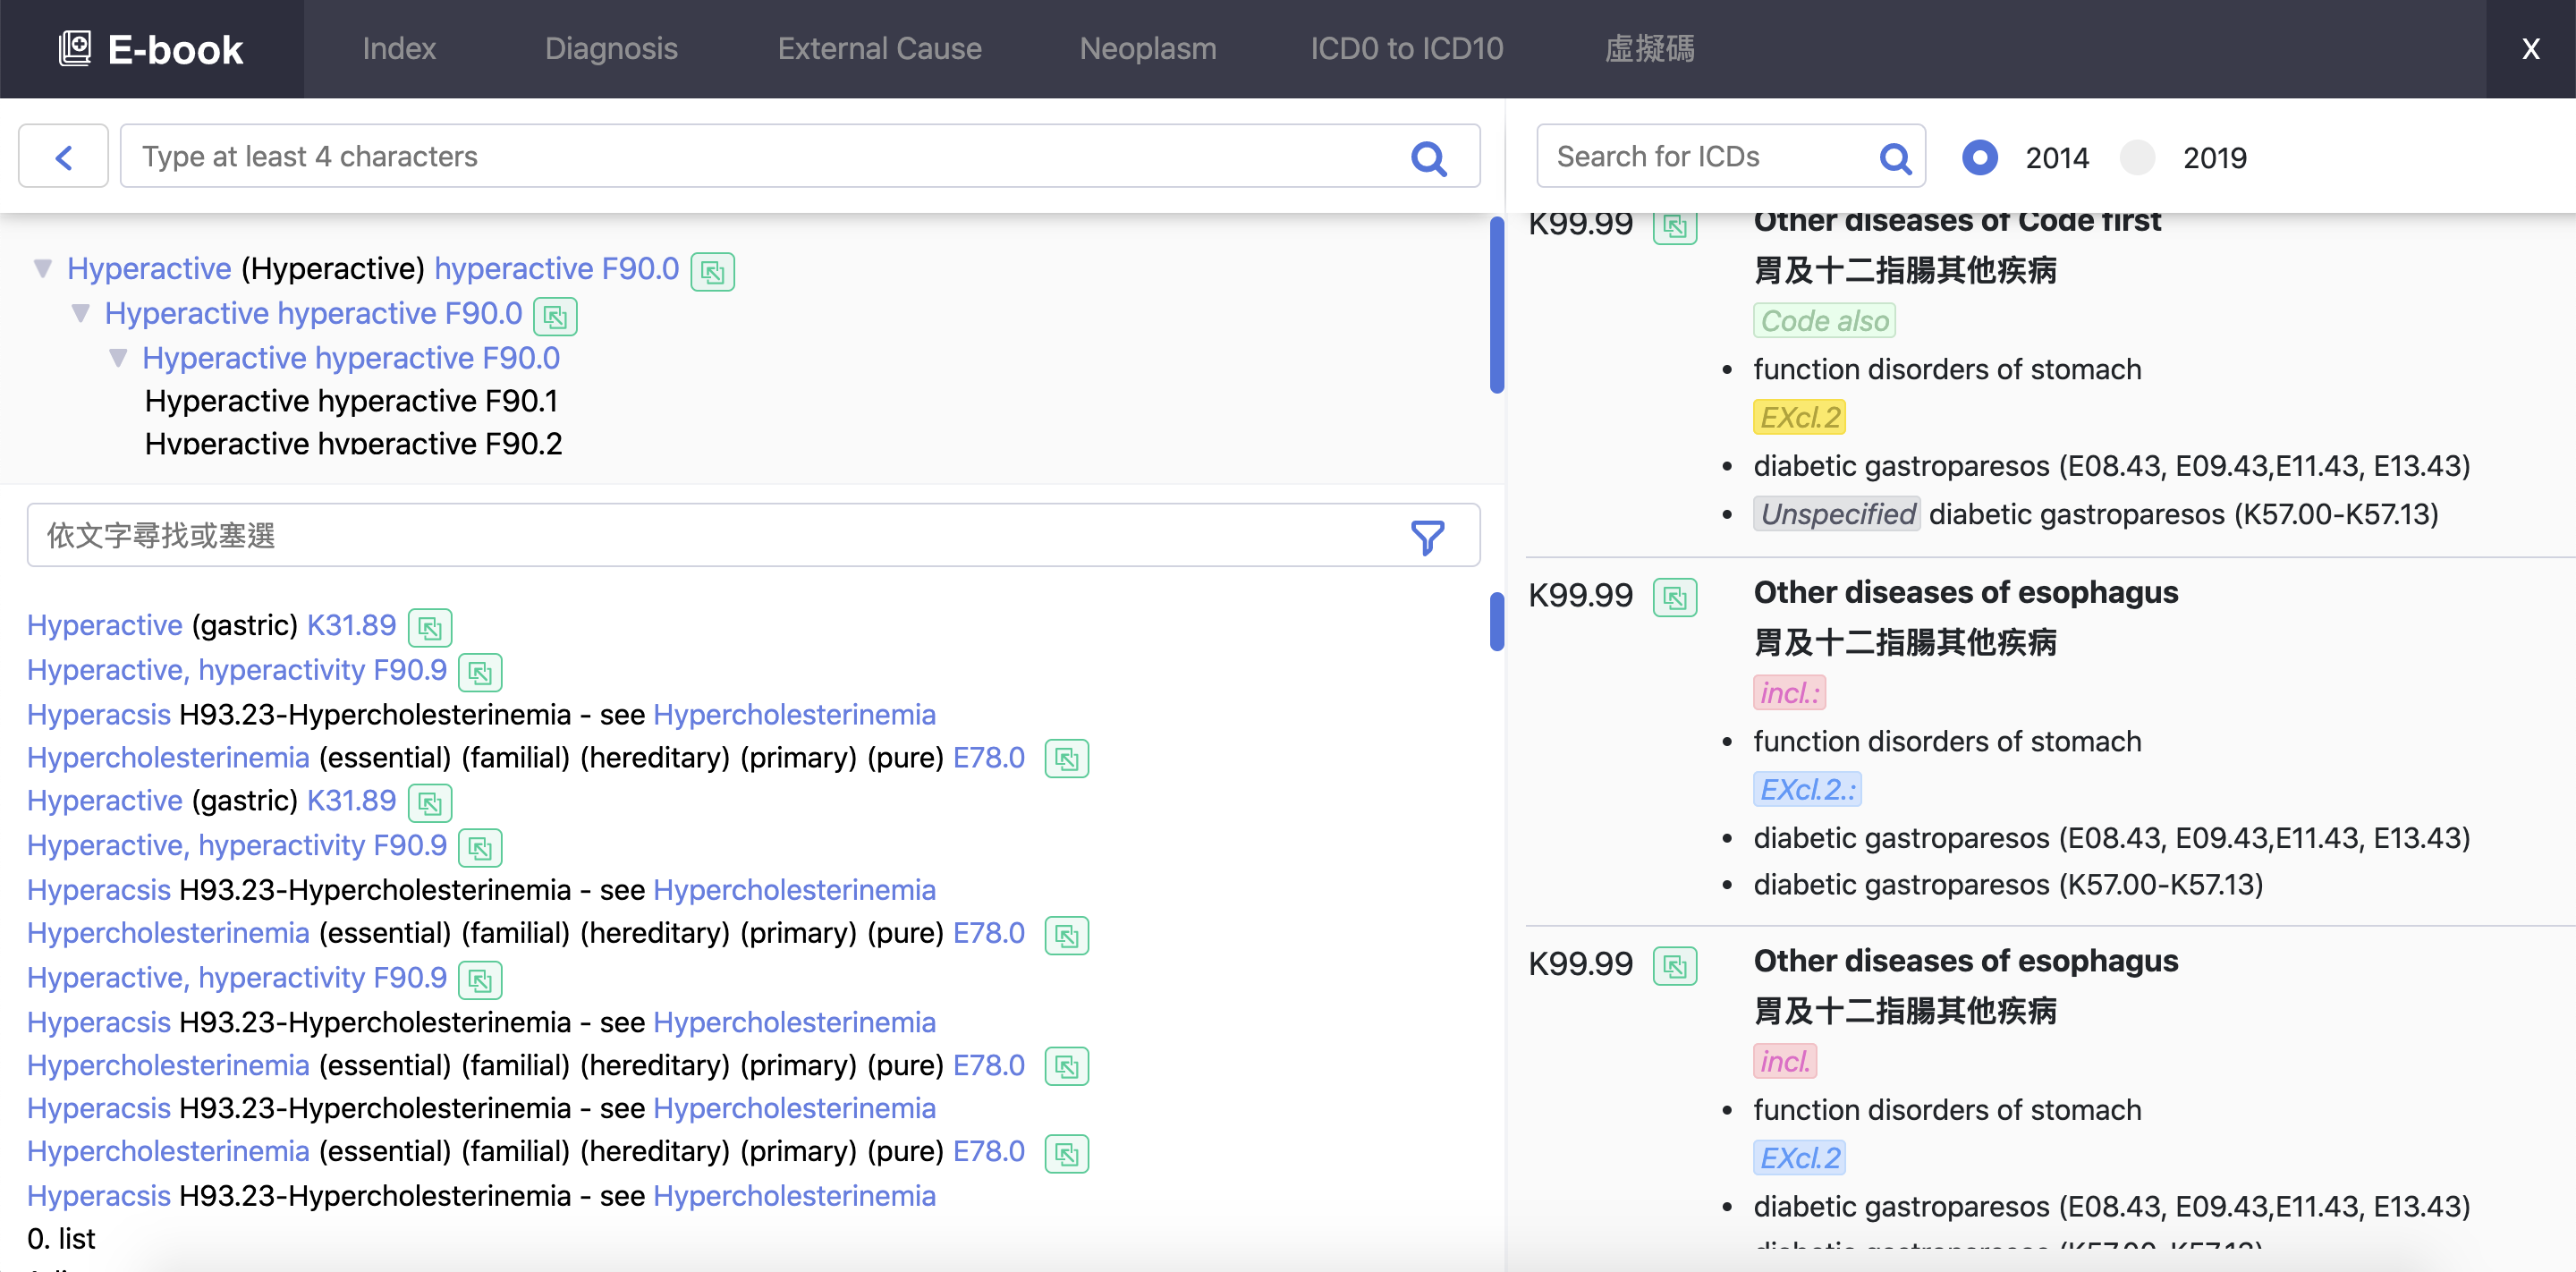 E-book
Index
Diagnosis
External Cause
Neoplasm
ICD0 to ICD10
虛擬碼
X
Type at least 4 characters
Hyperactive (Hyperactive) hyperactive F90.0
Hyperactive hyperactive F90.0
Hyperactive hyperactive F90.0
Hyperactive hyperactive F90.1
Hyperactive hyperactive F90.2
依文字尋找或塞選
Hyperactive (gastric) K31.89
Hyperactive, hyperactivity F90.9
Hyperacsis H93.23-Hypercholesterinemia - see Hypercholesterinemia
Hypercholesterinemia (essential) (familial) (hereditary) (primary) (pure) E78.0
Hyperactive (gastric) K31.89
Hyperactive, hyperactivity F90.9
Hyperacsis H93.23-Hypercholesterinemia - see Hypercholesterinemia
Hypercholesterinemia (essential) (familial) (hereditary) (primary) (pure) E78.0
Hyperactive, hyperactivity F90.9
Hyperacsis H93.23-Hypercholesterinemia - see Hypercholesterinemia
Hypercholesterinemia (essential) (familial) (hereditary) (primary) (pure) E78.0
Hyperacsis H93.23-Hypercholesterinemia - see Hypercholesterinemia
Hypercholesterinemia (essential) (familial) (hereditary) (primary) (pure) E78.0
Hyperacsis H93.23-Hypercholesterinemia - see Hypercholesterinemia
0. list
Search for ICDs
2014
2019
K99.99 Other diseases of Code first
胃及十二指腸其他疾病
Code also
• function disorders of stomach
EXcl.2
• diabetic gastroparesos (E08.43, E09.43,E11.43, E13.43)
• Unspecified diabetic gastroparesos (K57.00-K57.13)
K99.99 Other diseases of esophagus
胃及十二指腸其他疾病
incl.:
• function disorders of stomach
EXcl.2.:
• diabetic gastroparesos (E08.43, E09.43,E11.43, E13.43)
• diabetic gastroparesos (K57.00-K57.13)
K99.99 Other diseases of esophagus
胃及十二指腸其他疾病
incl.
• function disorders of stomach
EXcl.2
• diabetic gastroparesos (E08.43, E09.43,E11.43, E13.43)
diabetic gastroparesos (K57.00-K57.13)